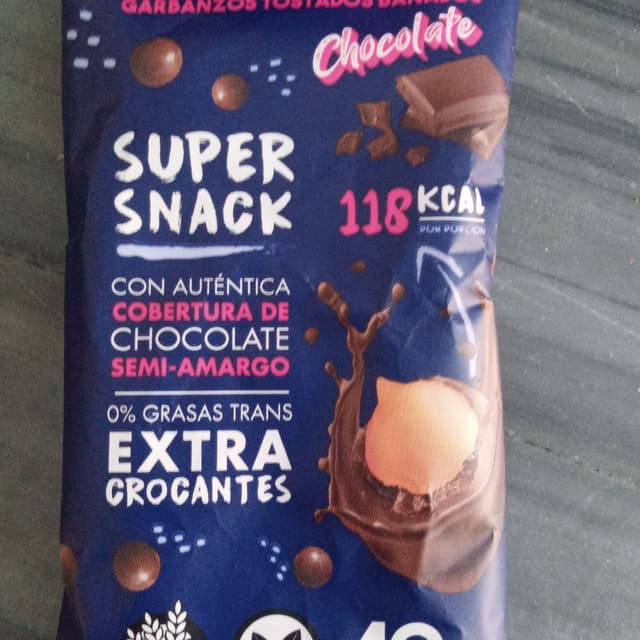 GARBANZOS TOSTADOS BAÑADOS
Chocolate
SUPER
SNACK
118 KCAL
POR PORCIÓN
CON AUTÉNTICA
COBERTURA DE
CHOCOLATE
SEMI-AMARGO
0% GRASAS TRANS
EXTRA
CROCANTES
40